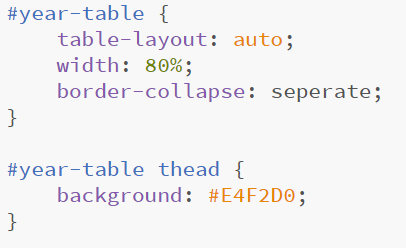 #year-table {
    table-layout: auto;
    width: 80%;
    border-collapse: seperate;
}

#year-table thead {
    background: #E4F2D0;
}